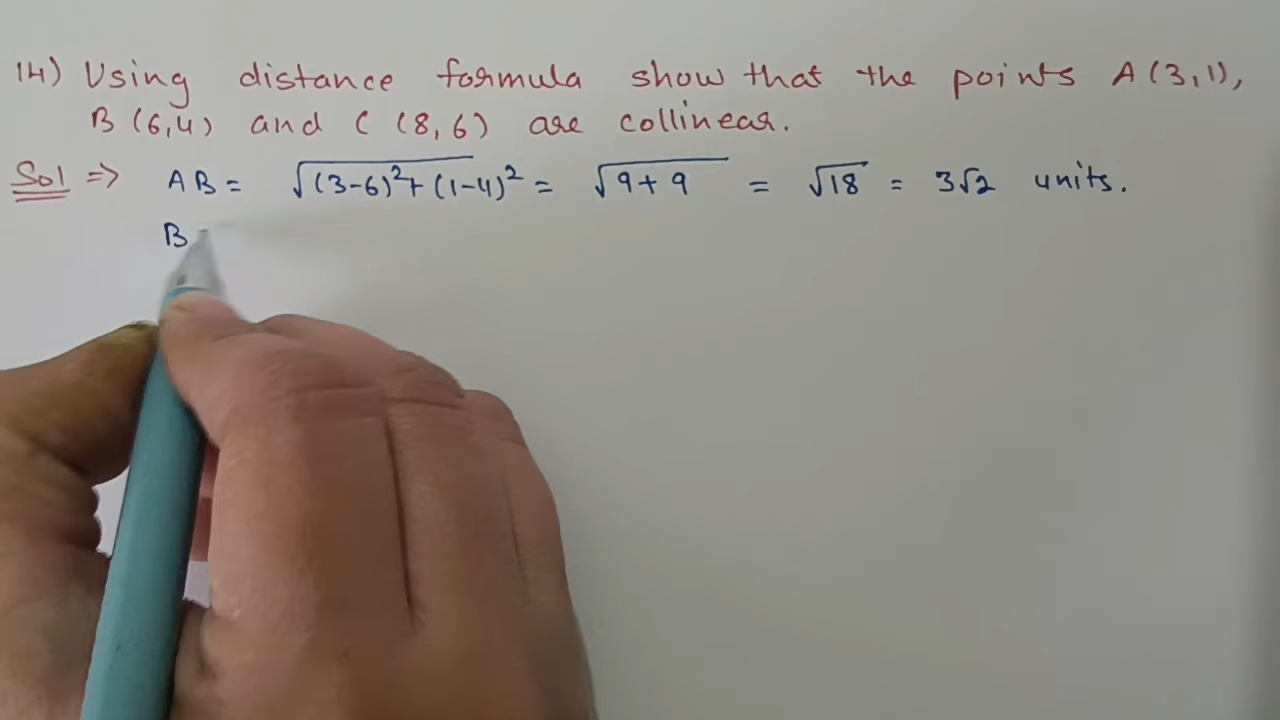 14) Using distance formula show that the points A(3,1),
B(6,4) and C(8,6) are collinear.
Sol => AB = √(3-6)²+(1-4)² = √9+9 = √18 = 3√2 units.
B